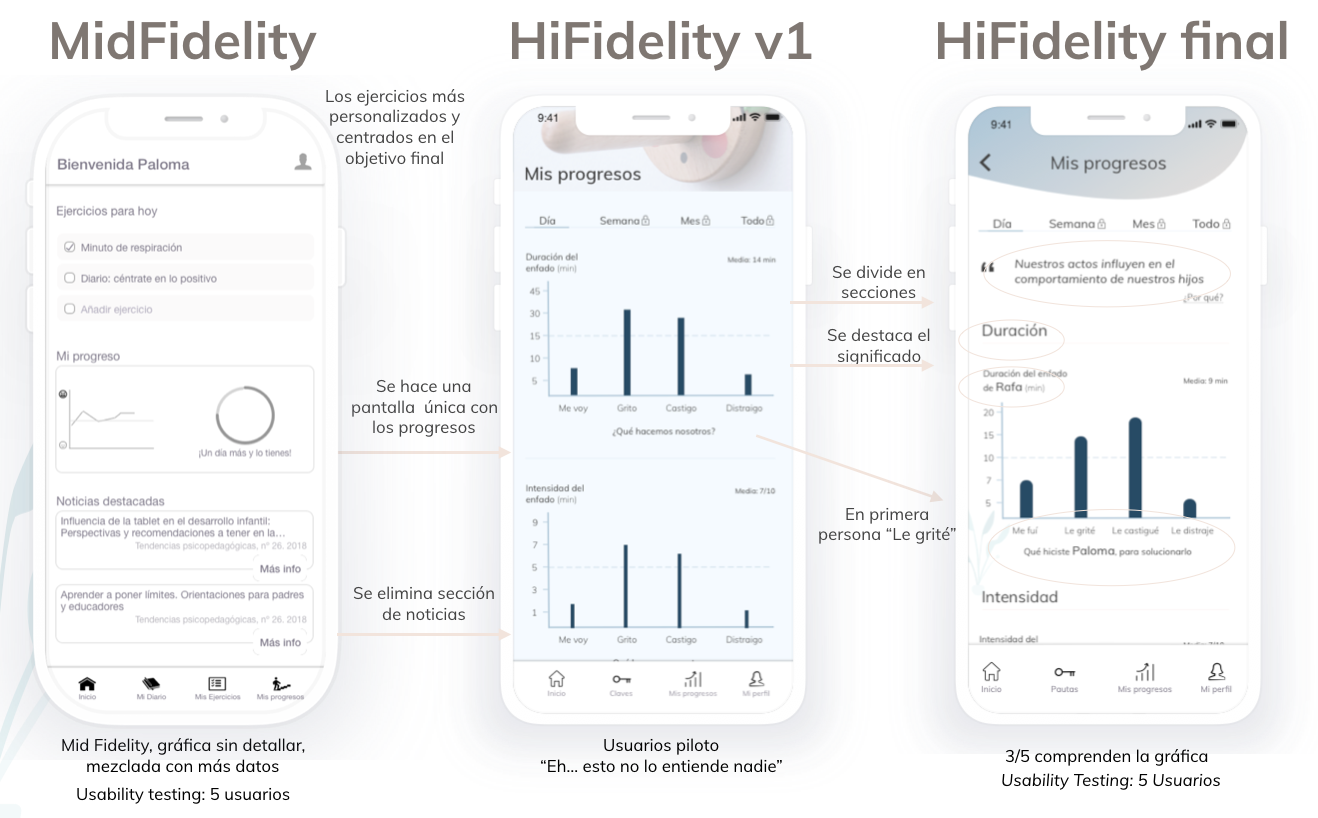 MidFidelity
HiFidelity v1
HiFidelity final
Los ejercicios más
personalizados y
centrados en el
objetivo final
Bienvenida Paloma
Ejercicios para hoy
Minuto de respiración
Diario: céntrate en lo positivo
Añadir ejercicio
Mi progreso
¡Un día más y lo tienes!
Noticias destacadas
Influencia de la tablet en el desarrollo infantil:
Perspectivas y recomendaciones a tener en la…
Tendencias psicopedagógicas, nº 26. 2018
Más info
Aprender a poner límites. Orientaciones para padres
y educadores
Tendencias psicopedagógicas, nº 26. 2018
Más info
Inicio
Mi Diario
Mis Ejercicios
Mis progresos
Mid Fidelity, gráfica sin detallar,
mezclada con más datos
Usability testing: 5 usuarios
Se hace una
pantalla única con
los progresos
Se elimina sección
de noticias
9:41
Mis progresos
Día Semana Mes Todo
Duración del
enfado (min)
Media: 14 min
45
30
15
10
5
Me voy Grito Castigo Distraigo
¿Qué hacemos nosotros?
Intensidad del
enfado (min)
Media: 7/10
9
7
5
3
1
Me voy Grito Castigo Distraigo
Inicio Claves Mis progresos Mi perfil
Usuarios piloto
“Eh... esto no lo entiende nadie”
Se divide en
secciones
Se destaca el
significado
En primera
persona “Le grité”
9:41
Mis progresos
Día Semana Mes Todo
“ Nuestros actos influyen en el
comportamiento de nuestros hijos
¿Por qué?
Duración
Duración del enfado
de Rafa (min)
Media: 9 min
20
15
10
7
5
Me fuí Le grité Le castigué Le distraje
Qué hiciste Paloma, para solucionarlo
Intensidad
Intensidad del
Inicio Pautas Mis progresos Mi perfil
3/5 comprenden la gráfica
Usability Testing: 5 Usuarios